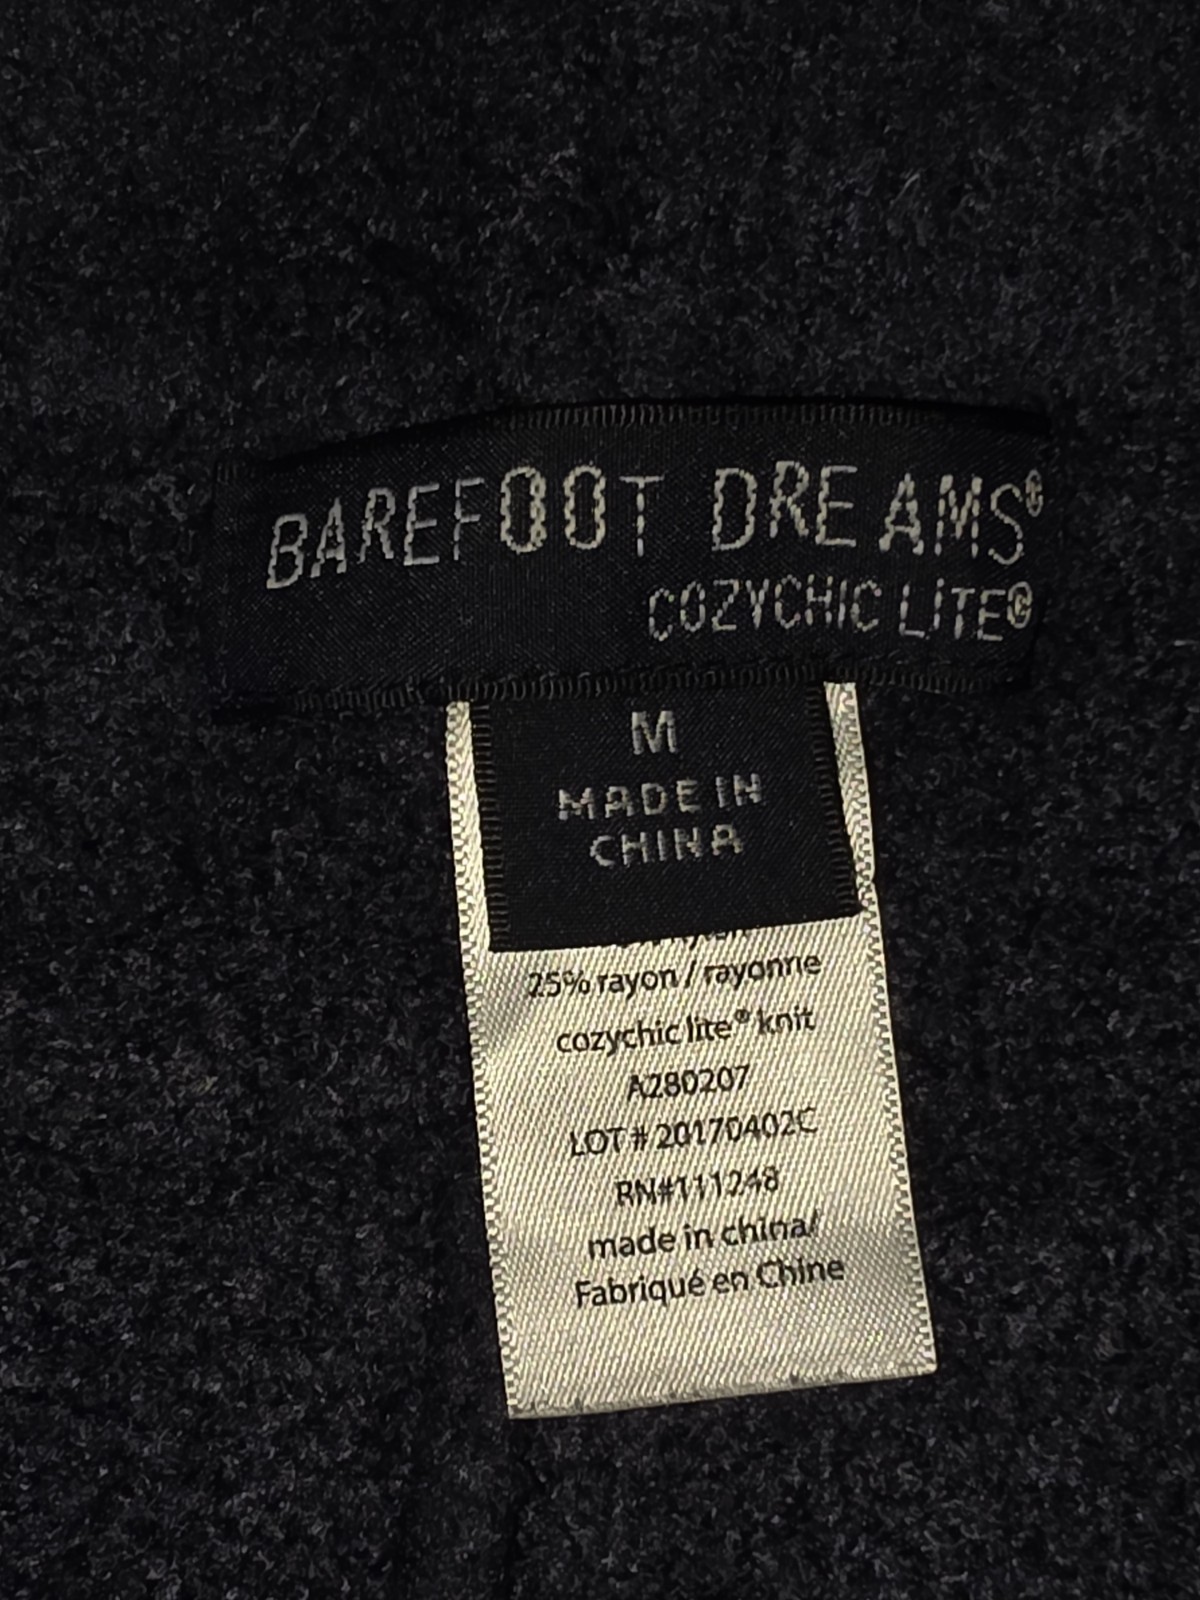 BAREFOOT DREAMS®
COZYCHIC LITE®
M
MADE IN
CHINA
25% rayon / rayonne
cozychic lite® knit
A280207
LOT # 20170402C
RN#111248
made in china/
Fabriqué en Chine